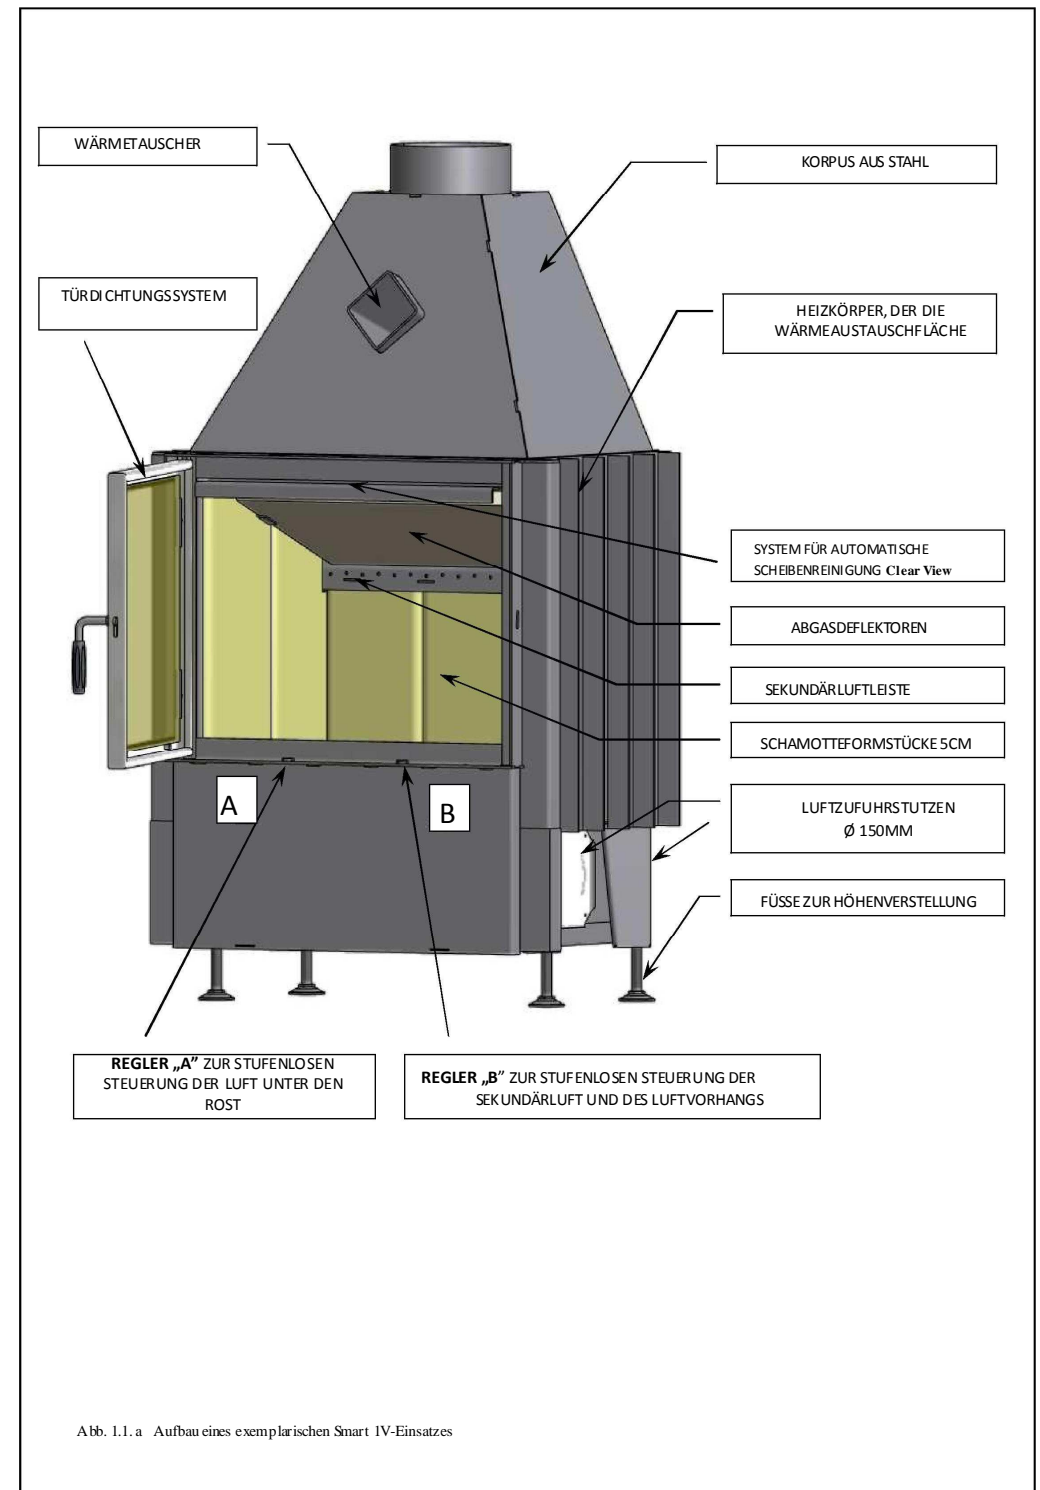 WÄRMETAUSCHER
KORPUS AUS STAHL
TÜRDICHTUNGSSYSTEM
HEIZKÖRPER, DER DIE
WÄRMEAUSTAUSCHFLÄCHE
SYSTEM FÜR AUTOMATISCHE
SCHEIBENREINIGUNG Clear View
ABGASDEFLEKTOREN
SEKUNDÄRLUFTLEISTE
SCHAMOTTEFORMSTÜCKE 5CM
A
B
LUFTZUFUHRSTUTZEN
Ø 150MM
FÜSSE ZUR HÖHENVERSTELLUNG
REGLER „A” ZUR STUFENLOSEN
STEUERUNG DER LUFT UNTER DEN
ROST
REGLER „B” ZUR STUFENLOSEN STEUERUNG DER
SEKUNDÄRLUFT UND DES LUFTVORHANGS
Abb. 1.1. a Aufbau eines exemplarischen Smart 1V-Einsatzes